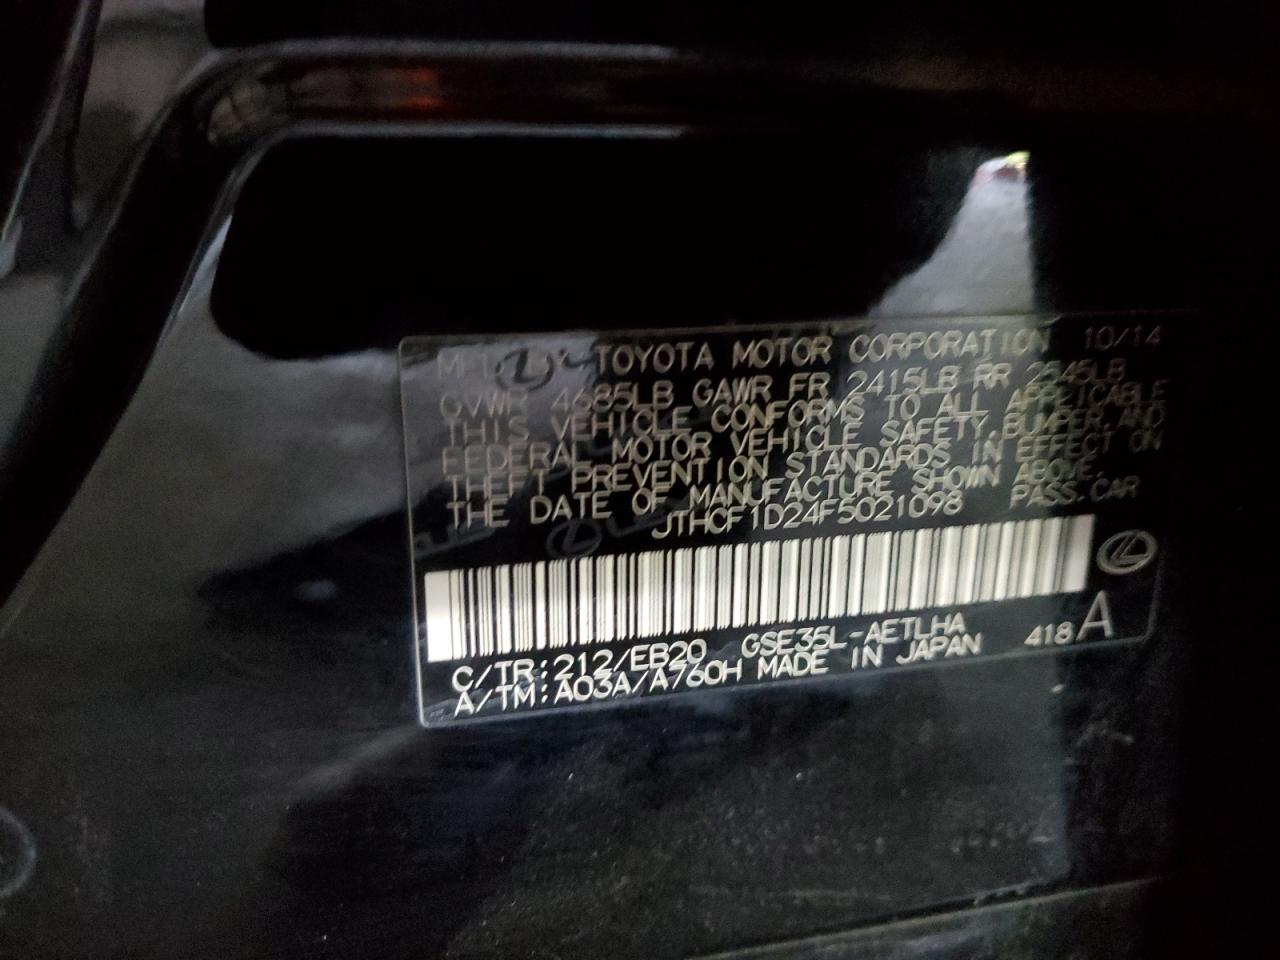 TOYOTA MOTOR CORPORATION 10/14
GVWR 4685LB GAWR FR 2415LB RR
THIS VEHICLE CONFORMS TO ALL APPLICABLE
FEDERAL MOTOR VEHICLE SAFETY, BUMPER, AND
THEFT PREVENTION STANDARDS IN EFFECT ON
THE DATE OF MANUFACTURE SHOWN ABOVE.
JTHCF1D24F5021098 PASS. CAR
C/TR:212/EB20 GSE35L-AETLHA
A/TM:A03A/A760H MADE IN JAPAN 418A